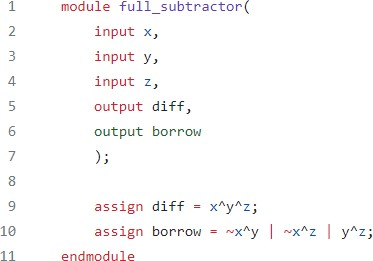 1 module full_subtractor(
2 input x,
3 input y,
4 input z,
5 output diff,
6 output borrow
7 );
8
9 assign diff = x^y^z;
10 assign borrow = ~x^y | ~x^z | y^z;
11 endmodule